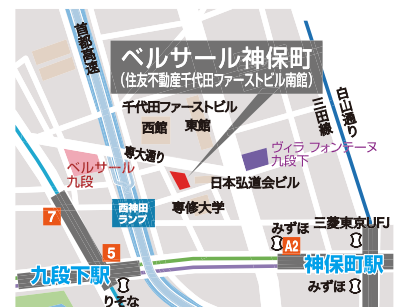 首都高速
ベルサール神保町
（住友不動産千代田ファーストビル南館）
白山通り
三田線
千代田ファーストビル
西館
東館
専大通り
ヴィラ フォンテーヌ
九段下
ベルサール
九段
日本弘道会ビル
専修大学
西神田
ランプ
7
5
みずほ
三菱東京UFJ
A2
九段下駅
神保町駅
りそな
みずほ